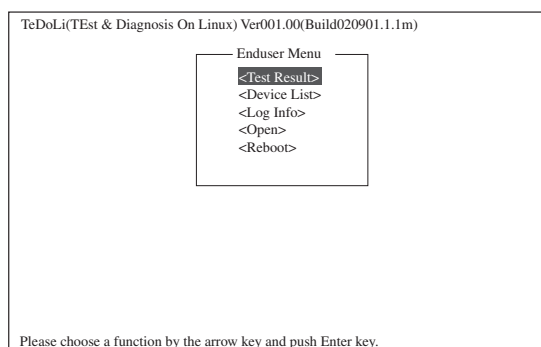 TeDoLi(TEst & Diagnosis On Linux) Ver001.00(Build020901.1.1m)
Enduser Menu
<Test Result>
<Device List>
<Log Info>
<Open>
<Reboot>
Please choose a function by the arrow key and push Enter key.